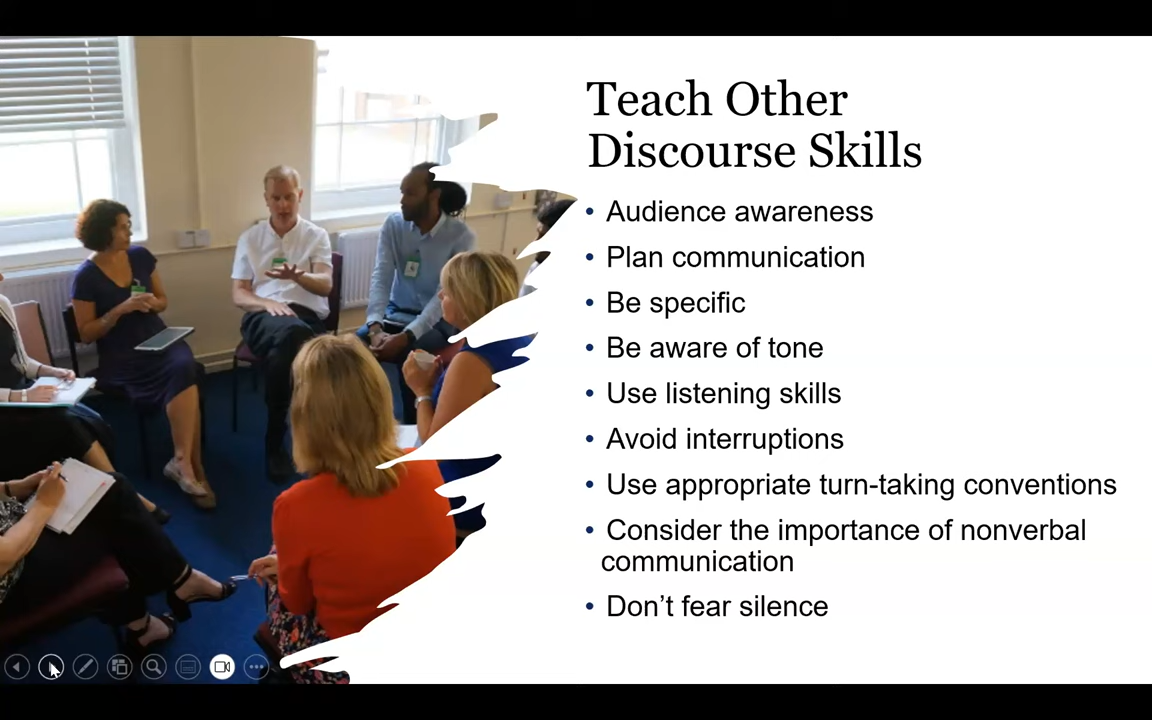 Teach Other
Discourse Skills
• Audience awareness
• Plan communication
• Be specific
• Be aware of tone
• Use listening skills
• Avoid interruptions
• Use appropriate turn-taking conventions
• Consider the importance of nonverbal
communication
• Don’t fear silence